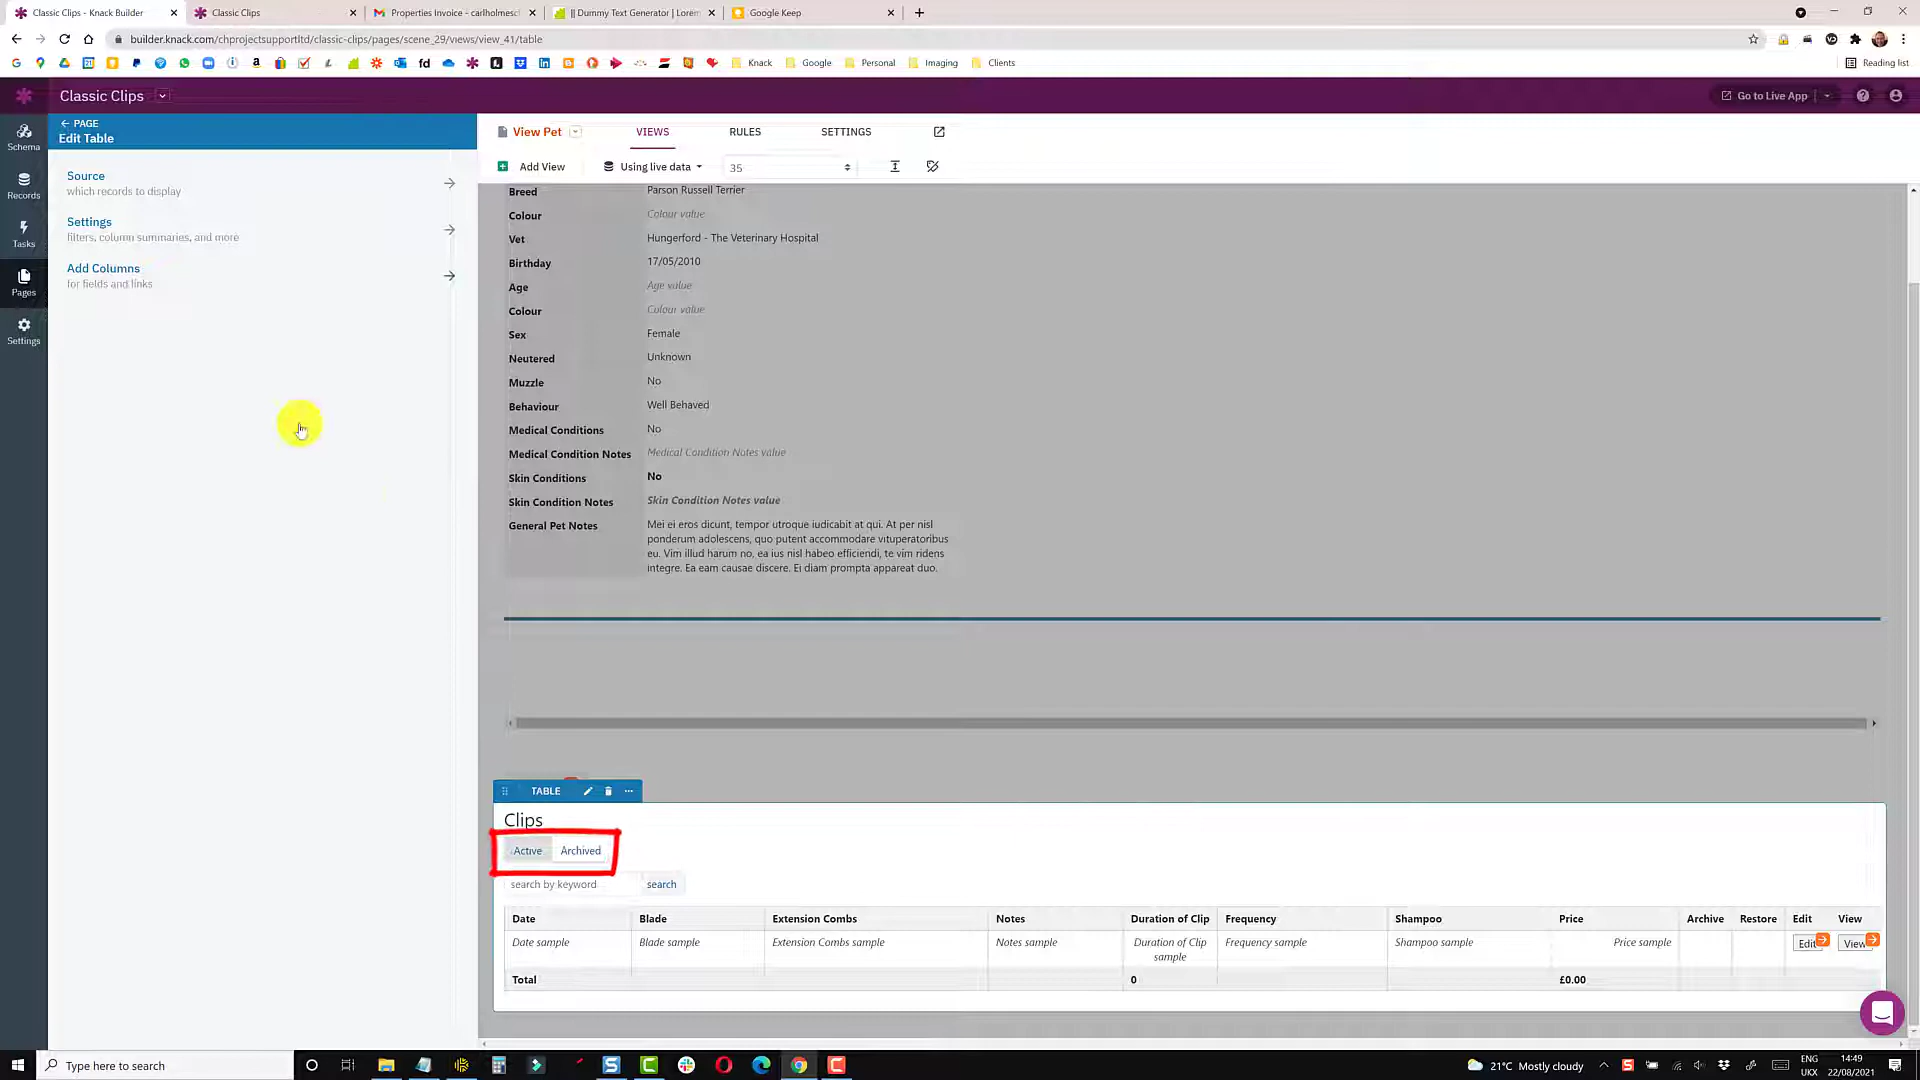 Classic Clips - Knack Builder
Classic Clips
Properties Invoice - carlholmesc
|| Dummy Text Generator | Lorem
Google Keep
builder.knack.com/chprojectsupportltd/classic-clips/pages/scene_29/views/view_41/table
fd
Knack
Google
Personal
Imaging
Clients
Reading list
Classic Clips
Go to Live App
Schema
Records
Tasks
Pages
Settings
PAGE
Edit Table
Source
which records to display
Settings
filters, column summaries, and more
Add Columns
for fields and links
View Pet
VIEWS
RULES
SETTINGS
Add View
Using live data
35
Breed Parson Russell Terrier
Colour Colour value
Vet Hungerford - The Veterinary Hospital
Birthday 17/05/2010
Age Age value
Colour Colour value
Sex Female
Neutered Unknown
Muzzle No
Behaviour Well Behaved
Medical Conditions No
Medical Condition Notes Medical Condition Notes value
Skin Conditions No
Skin Condition Notes Skin Condition Notes value
General Pet Notes Mei ei eros dicunt, tempor utroque iudicabit at qui. At per nisl
ponderum adolescens, quo putent accommodare vituperatoribus
eu. Vim illud harum no, ea ius nisl habeo efficiendi, te vim ridens
integre. Ea eam causae discere. Ei diam prompta appareat duo.
TABLE
Clips
Active Archived
search by keyword search
Date Blade Extension Combs Notes Duration of Clip Frequency Shampoo Price Archive Restore Edit View
Date sample Blade sample Extension Combs sample Notes sample Duration of Clip Frequency sample Shampoo sample Price sample Edit View
sample
Total 0 £0.00
Type here to search
21°C Mostly cloudy
ENG
UKX
14:49
22/08/2021